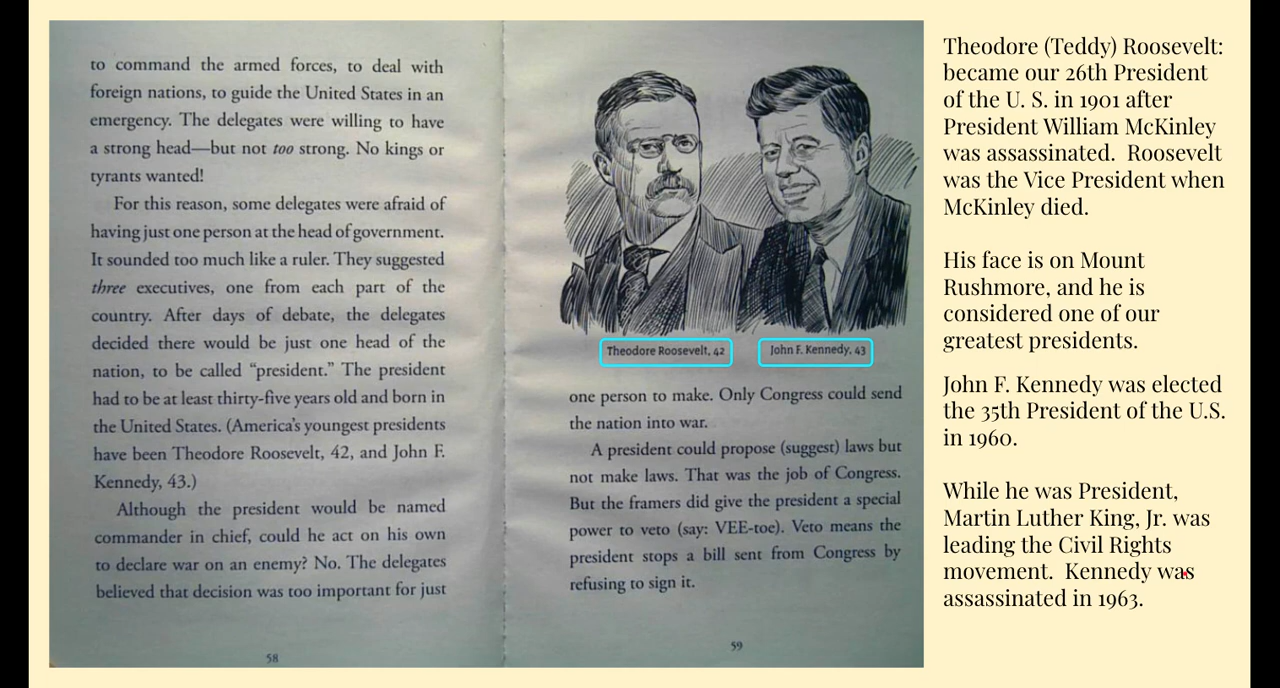 to command the armed forces, to deal with
foreign nations, to guide the United States in an
emergency. The delegates were willing to have
a strong head—but not too strong. No kings or
tyrants wanted!
For this reason, some delegates were afraid of
having just one person at the head of government.
It sounded too much like a ruler. They suggested
three executives, one from each part of the
country. After days of debate, the delegates
decided there would be just one head of the
nation, to be called “president.” The president
had to be at least thirty-five years old and born in
the United States. (America’s youngest presidents
have been Theodore Roosevelt, 42, and John F.
Kennedy, 43.)
Although the president would be named
commander in chief, could he act on his own
to declare war on an enemy? No. The delegates
believed that decision was too important for just
58
Theodore Roosevelt, 42
John F. Kennedy, 43
one person to make. Only Congress could send
the nation into war.
A president could propose (suggest) laws but
not make laws. That was the job of Congress.
But the framers did give the president a special
power to veto (say: VEE-toe). Veto means the
president stops a bill sent from Congress by
refusing to sign it.
59
Theodore (Teddy) Roosevelt:
became our 26th President
of the U. S. in 1901 after
President William McKinley
was assassinated. Roosevelt
was the Vice President when
McKinley died.
His face is on Mount
Rushmore, and he is
considered one of our
greatest presidents.
John F. Kennedy was elected
the 35th President of the U.S.
in 1960.
While he was President,
Martin Luther King, Jr. was
leading the Civil Rights
movement. Kennedy was
assassinated in 1963.